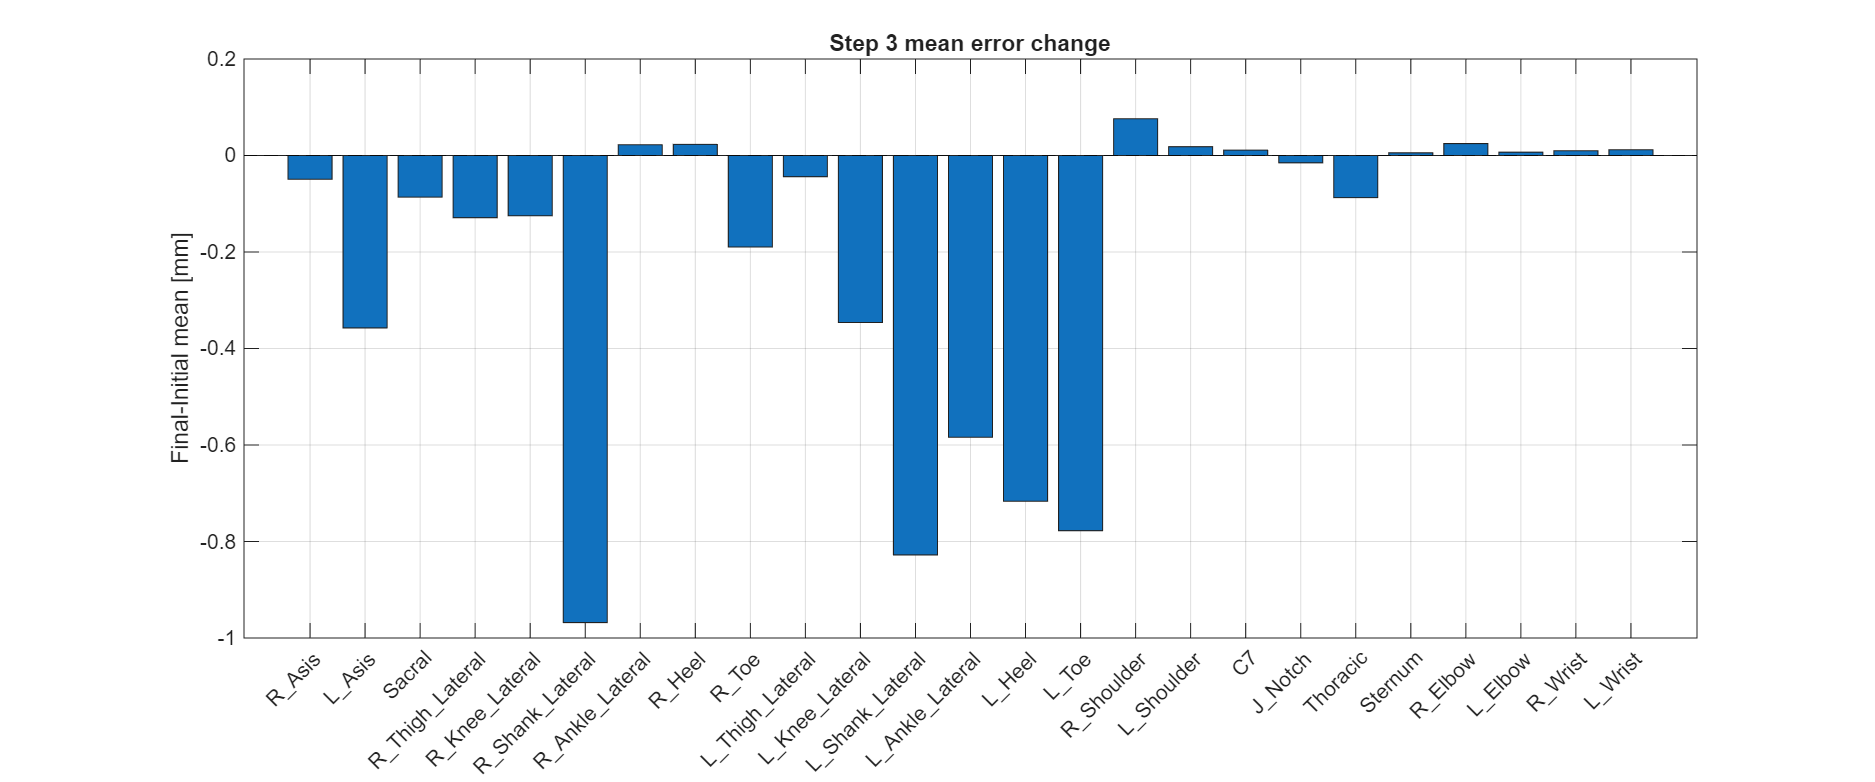 Step 3 mean error change
Final-Initial mean [mm]
0.2
0
-0.2
-0.4
-0.6
-0.8
-1
R_Asis
L_Asis
Sacral
R_Thigh_Lateral
R_Knee_Lateral
R_Shank_Lateral
R_Ankle_Lateral
R_Heel
R_Toe
L_Thigh_Lateral
L_Knee_Lateral
L_Shank_Lateral
L_Ankle_Lateral
L_Heel
L_Toe
R_Shoulder
L_Shoulder
C7
J_Notch
Thoracic
Sternum
R_Elbow
L_Elbow
R_Wrist
L_Wrist